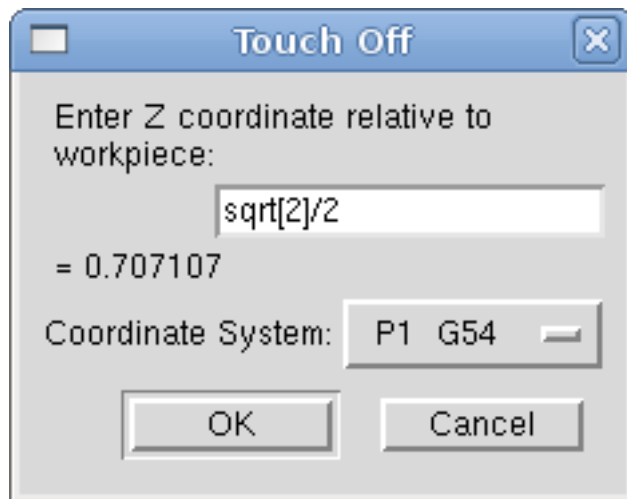 Touch Off
Enter Z coordinate relative to
workpiece:
sqrt[2]/2
= 0.707107
Coordinate System: P1 G54
OK Cancel